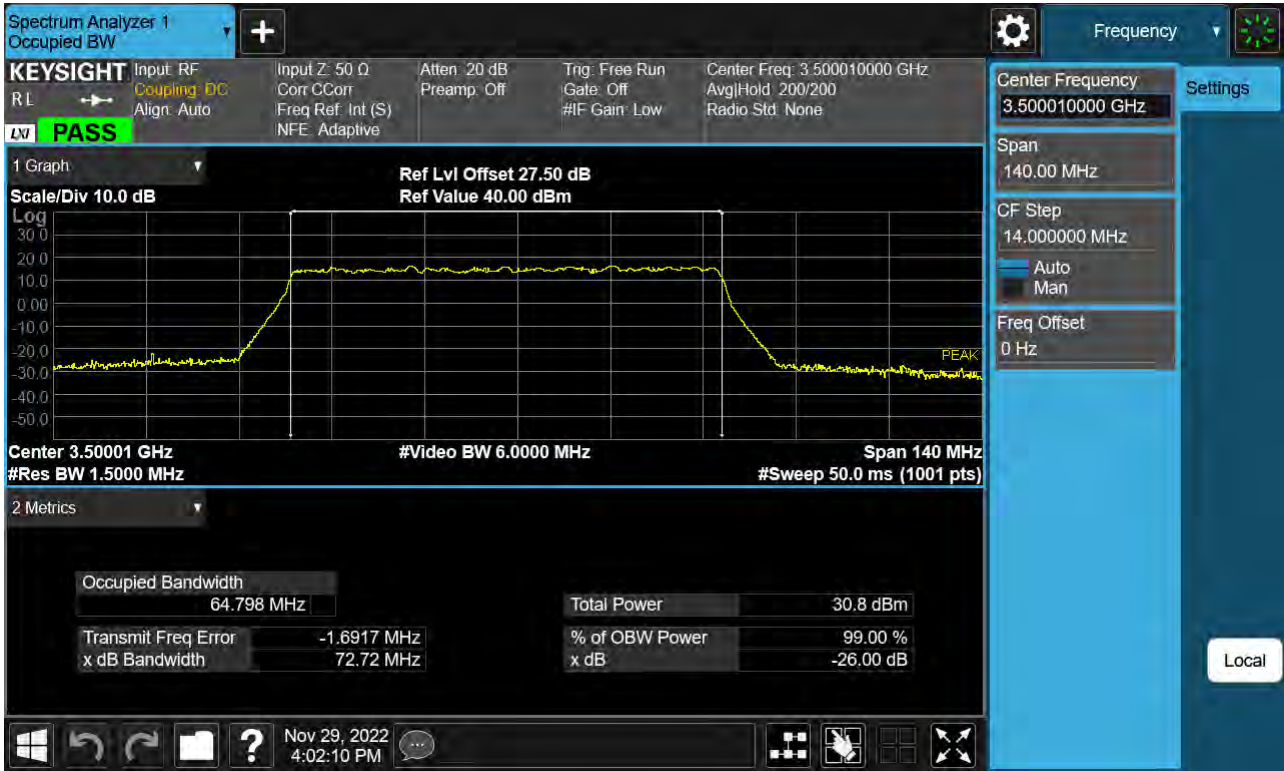 Spectrum Analyzer 1
Occupied BW
+
Frequency
KEYSIGHT
RL
LXI
PASS
Input: RF
Coupling: DC
Align: Auto
Input Z: 50 Ω
Corr CCorr
Freq Ref: Int (S)
NFE: Adaptive
Atten: 20 dB
Preamp: Off
Trig: Free Run
Gate: Off
#IF Gain: Low
Center Freq: 3.500010000 GHz
Avg|Hold: 200/200
Radio Std: None
Center Frequency
3.500010000 GHz
Settings
Span
140.00 MHz
CF Step
14.000000 MHz
Auto
Man
Freq Offset
0 Hz
1 Graph
Scale/Div 10.0 dB
Ref Lvl Offset 27.50 dB
Ref Value 40.00 dBm
Log
30.0
20.0
10.0
0.00
-10.0
-20.0
-30.0
-40.0
-50.0
PEAK
Center 3.50001 GHz
#Res BW 1.5000 MHz
#Video BW 6.0000 MHz
Span 140 MHz
#Sweep 50.0 ms (1001 pts)
2 Metrics
Occupied Bandwidth
64.798 MHz
Total Power 30.8 dBm
Transmit Freq Error -1.6917 MHz
% of OBW Power 99.00 %
x dB Bandwidth 72.72 MHz
x dB -26.00 dB
Local
?
Nov 29, 2022
4:02:10 PM